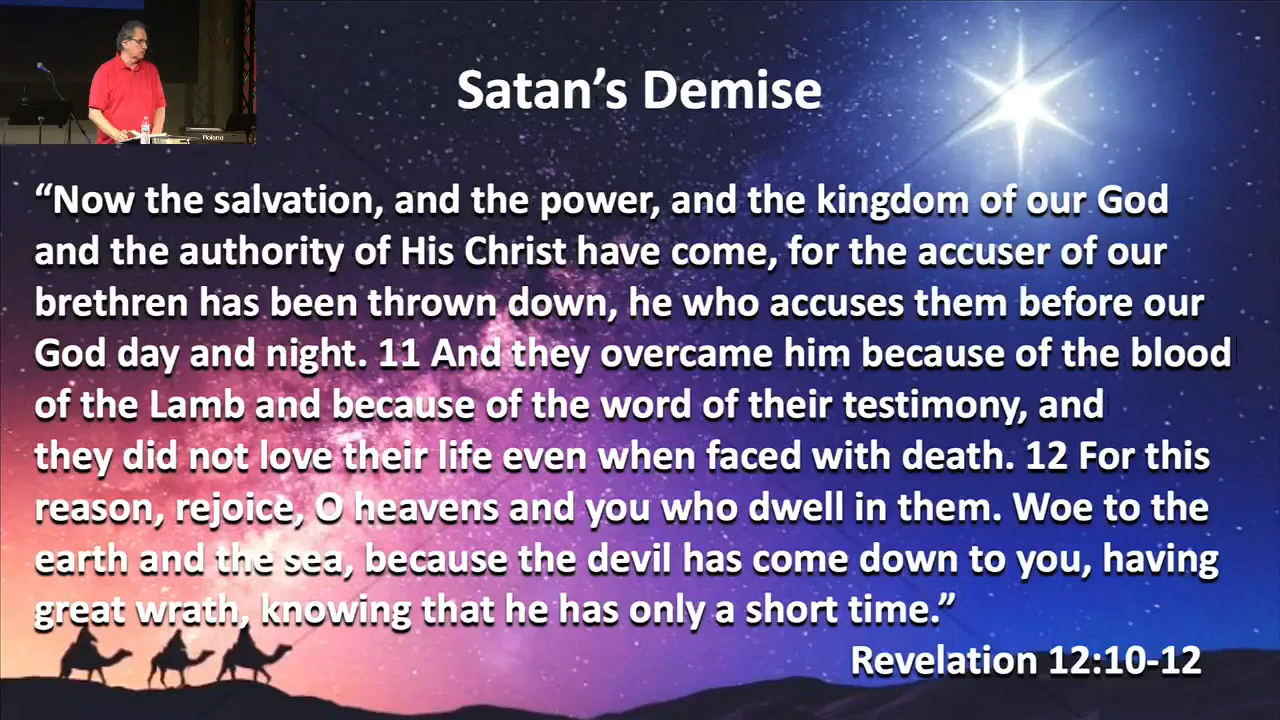 Satan’s Demise
“Now the salvation, and the power, and the kingdom of our God
and the authority of His Christ have come, for the accuser of our
brethren has been thrown down, he who accuses them before our
God day and night. 11 And they overcame him because of the blood
of the Lamb and because of the word of their testimony, and
they did not love their life even when faced with death. 12 For this
reason, rejoice, O heavens and you who dwell in them. Woe to the
earth and the sea, because the devil has come down to you, having
great wrath, knowing that he has only a short time.”
Revelation 12:10-12
Roland